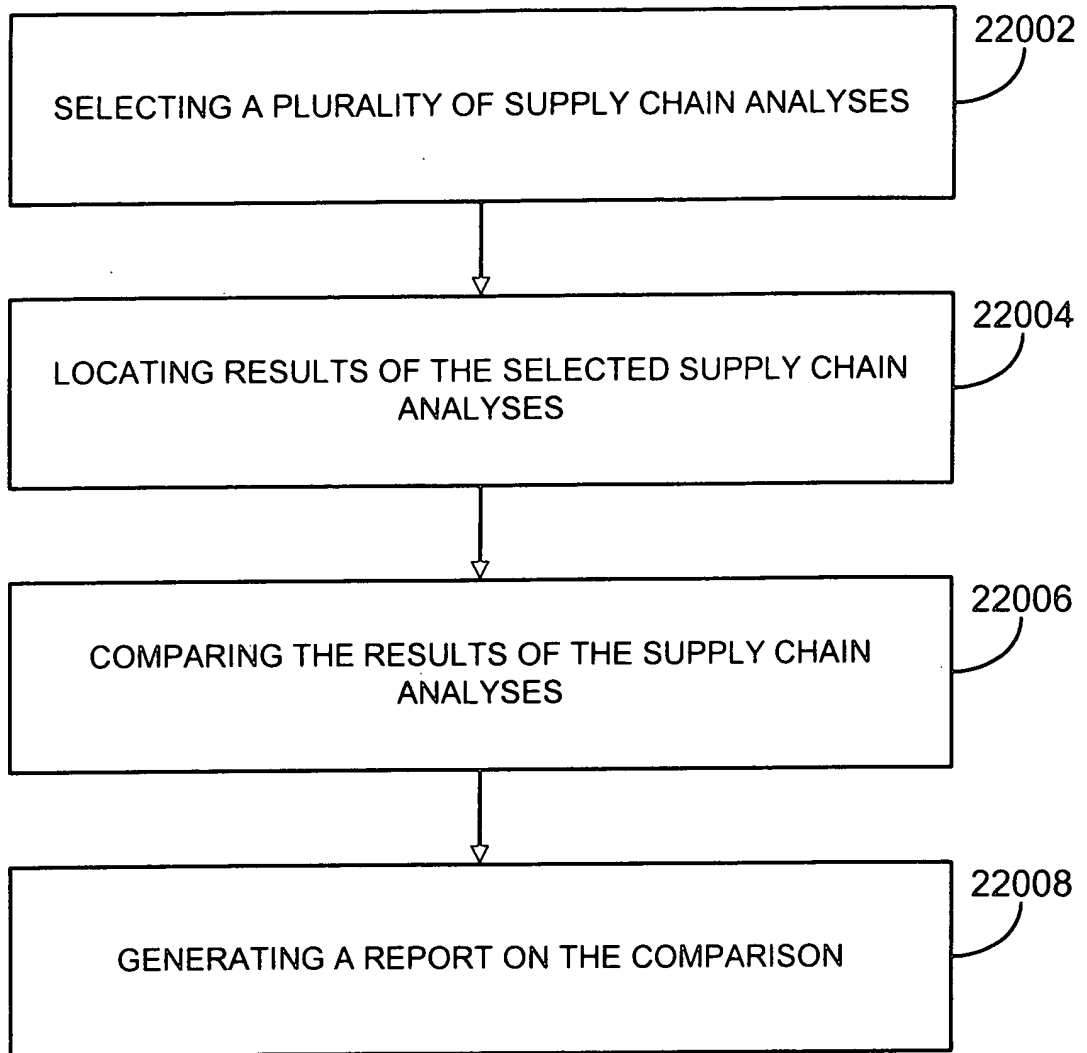 22002
SELECTING A PLURALITY OF SUPPLY CHAIN ANALYSES
22004
LOCATING RESULTS OF THE SELECTED SUPPLY CHAIN
ANALYSES
22006
COMPARING THE RESULTS OF THE SUPPLY CHAIN
ANALYSES
22008
GENERATING A REPORT ON THE COMPARISON